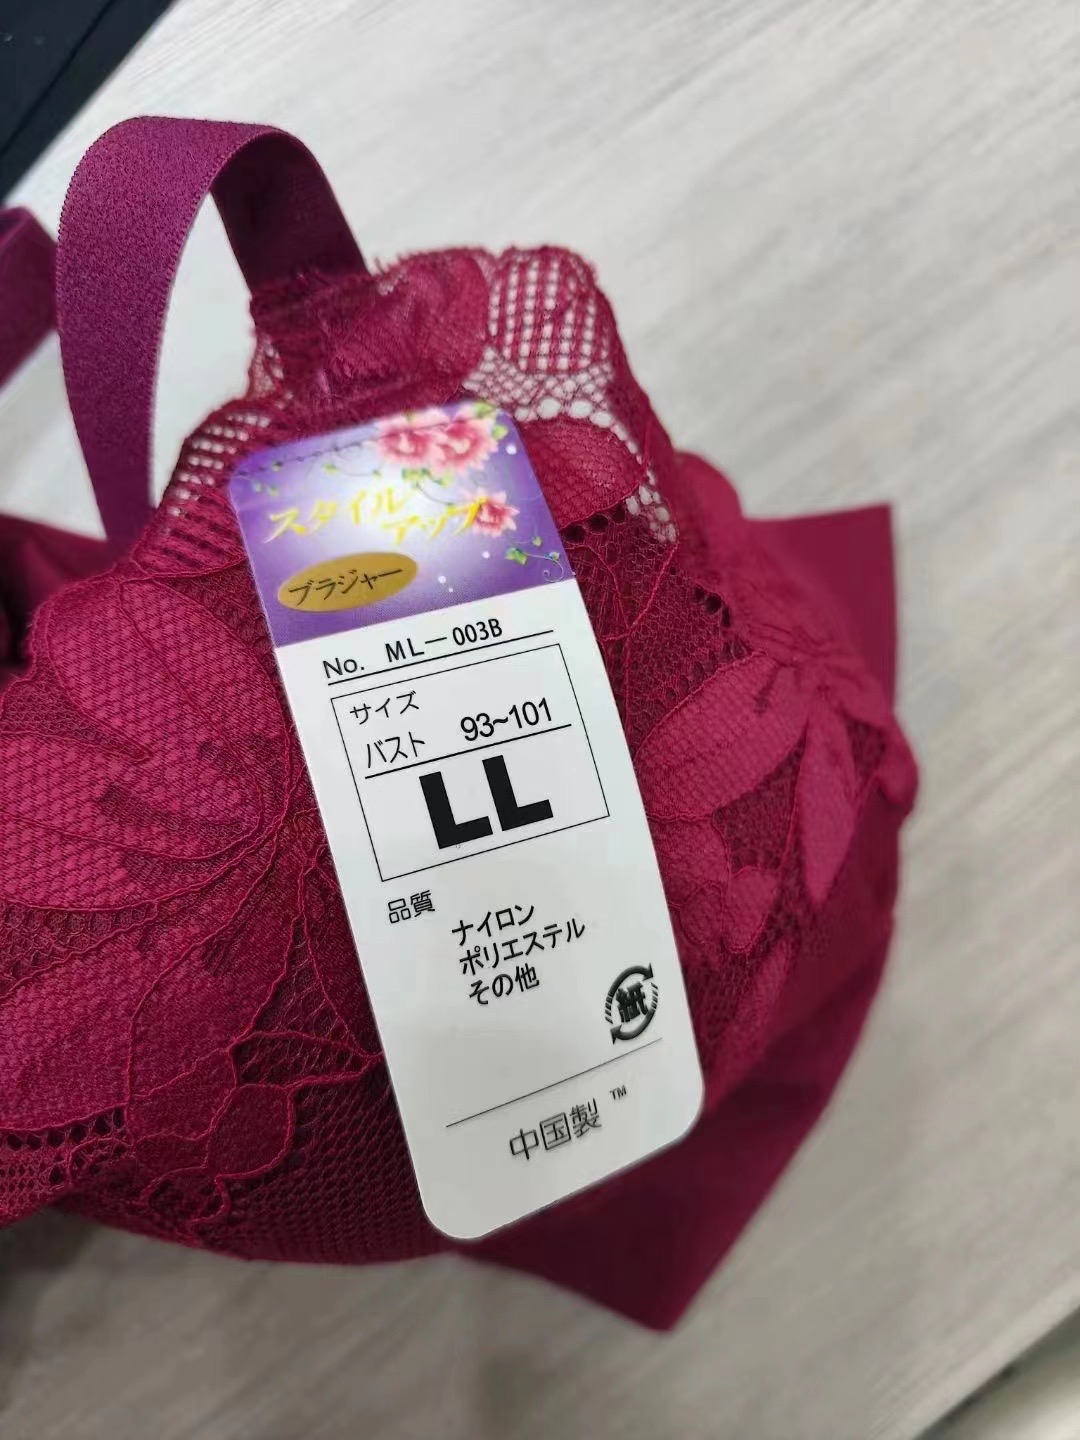 スタイル
アップ
ブラジャー
No. ML-003B
サイズ
バスト 93~101
LL
品質
ナイロン
ポリエステル
その他
紙
中国製™